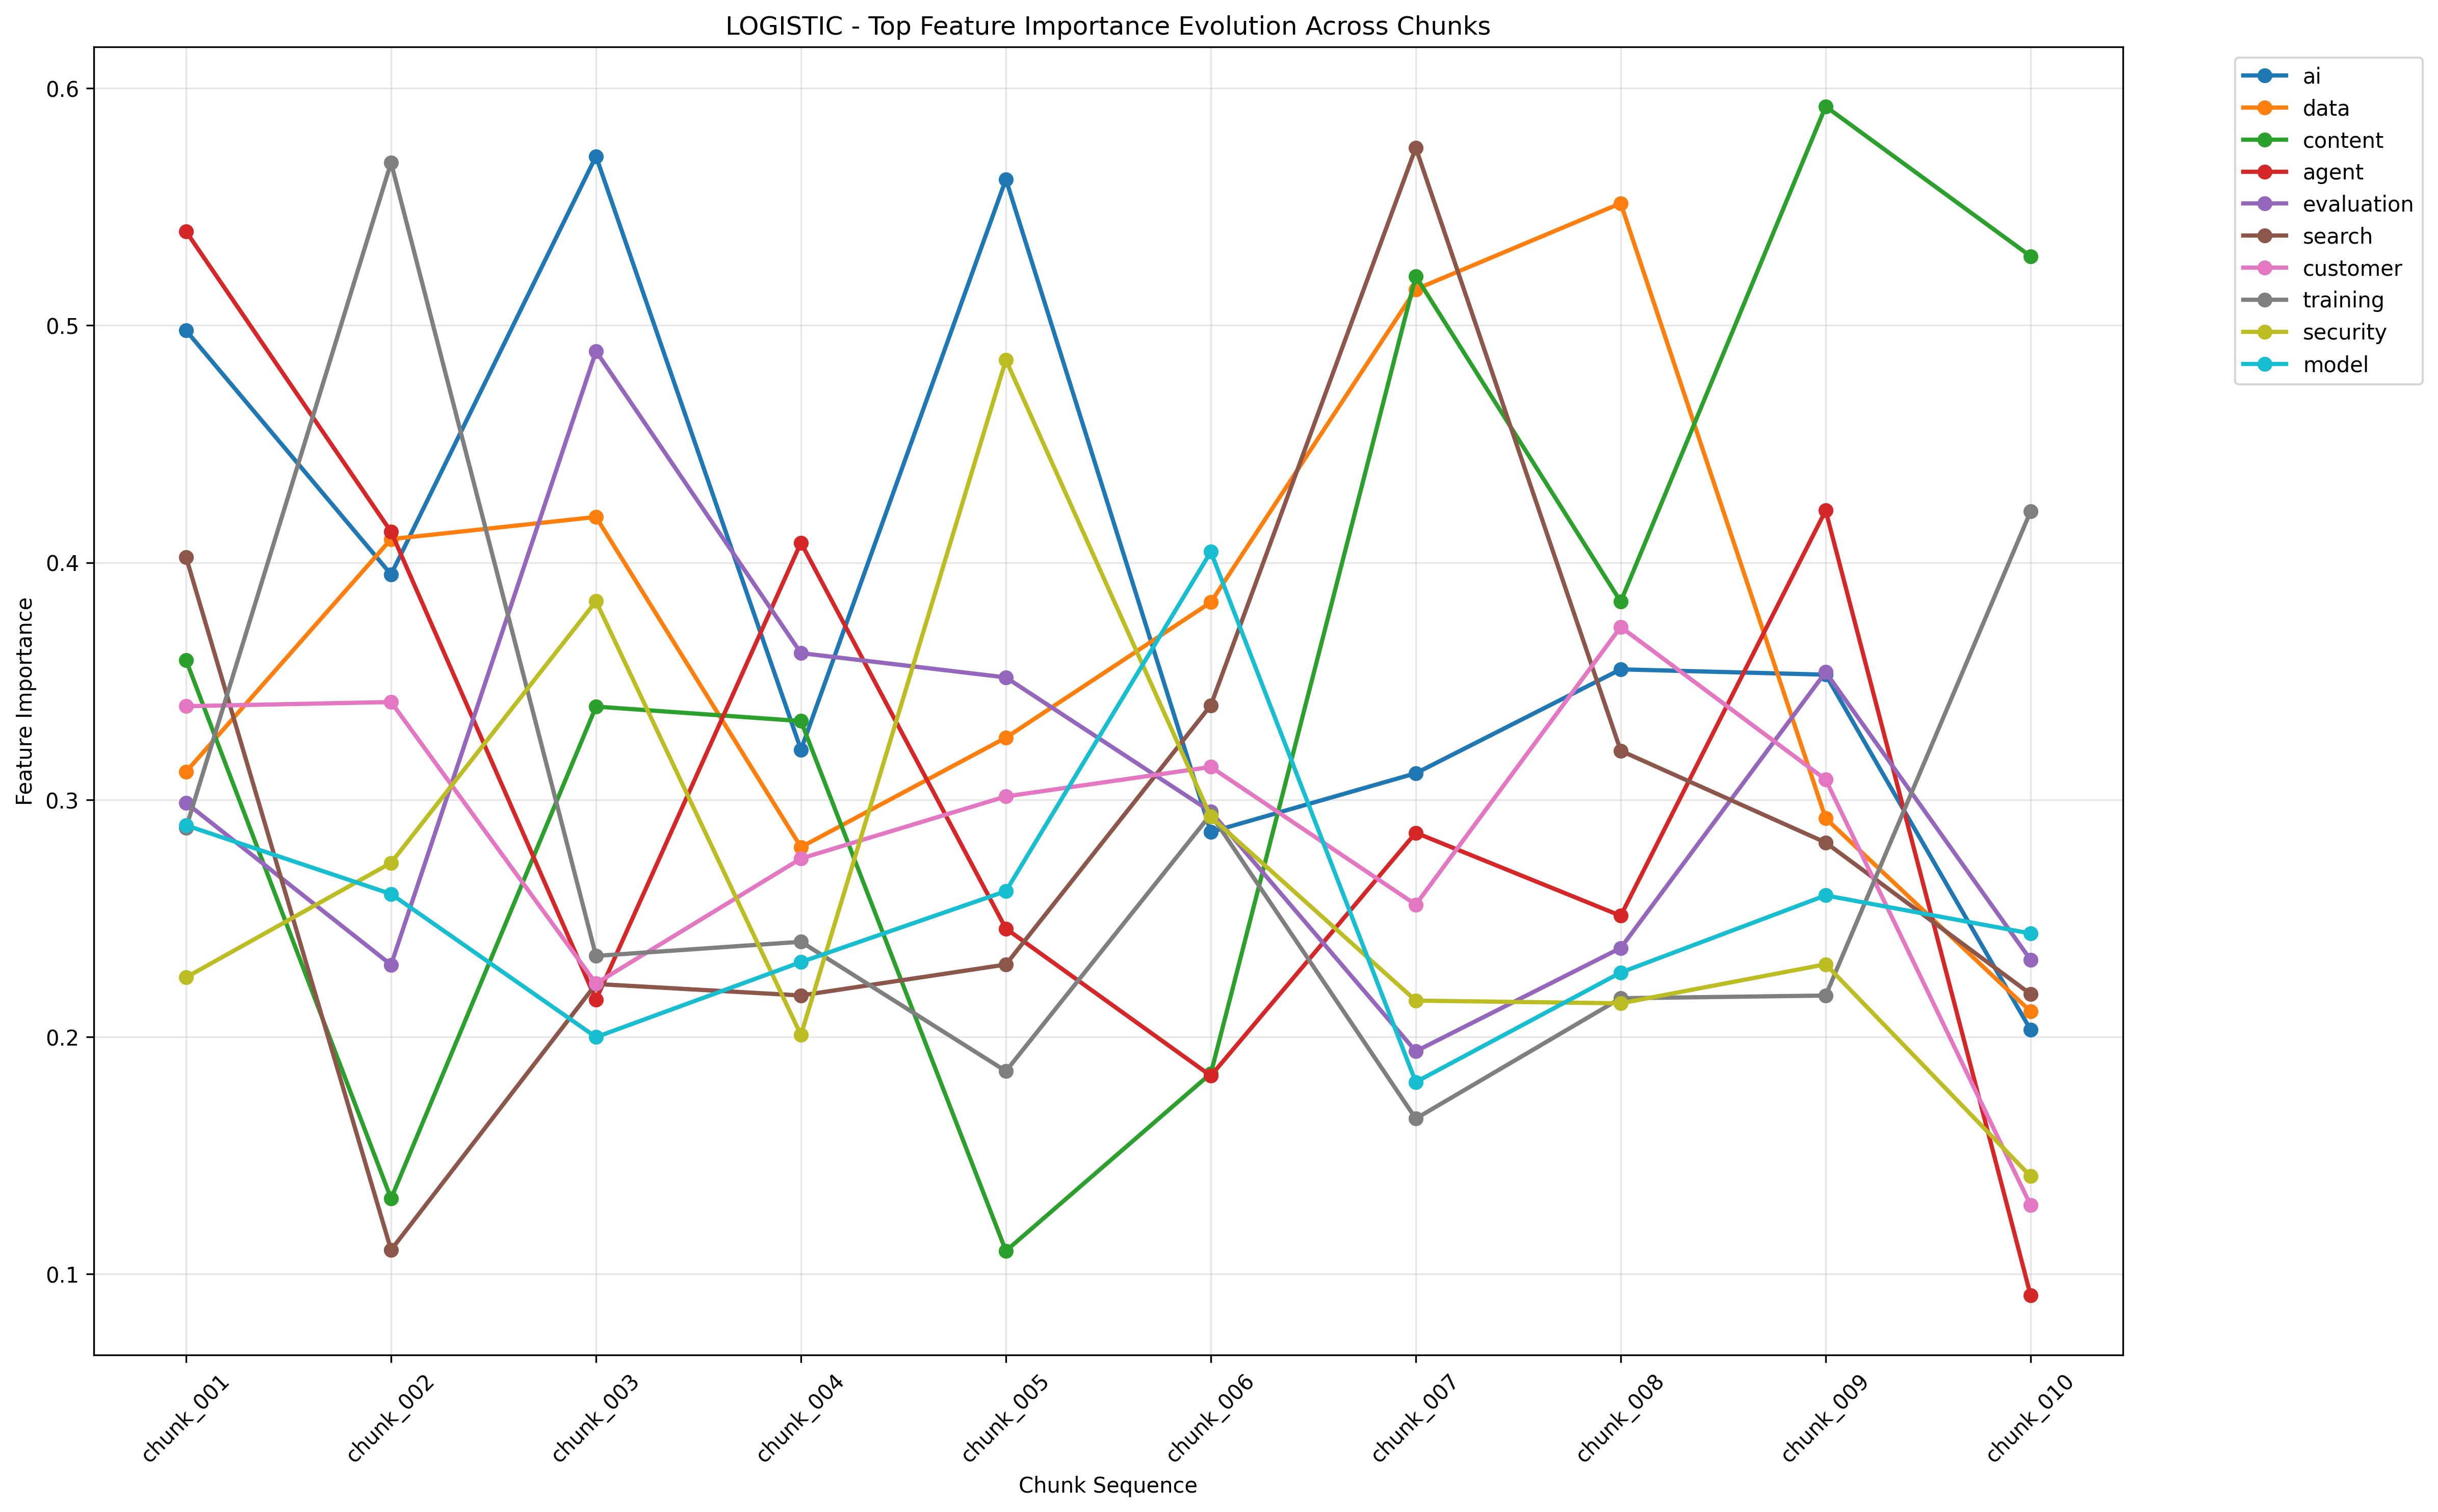 LOGISTIC - Top Feature Importance Evolution Across Chunks
Feature Importance
0.6
0.5
0.4
0.3
0.2
0.1
chunk_001
chunk_002
chunk_003
chunk_004
chunk_005
chunk_006
chunk_007
chunk_008
chunk_009
chunk_010
Chunk Sequence
ai
data
content
agent
evaluation
search
customer
training
security
model